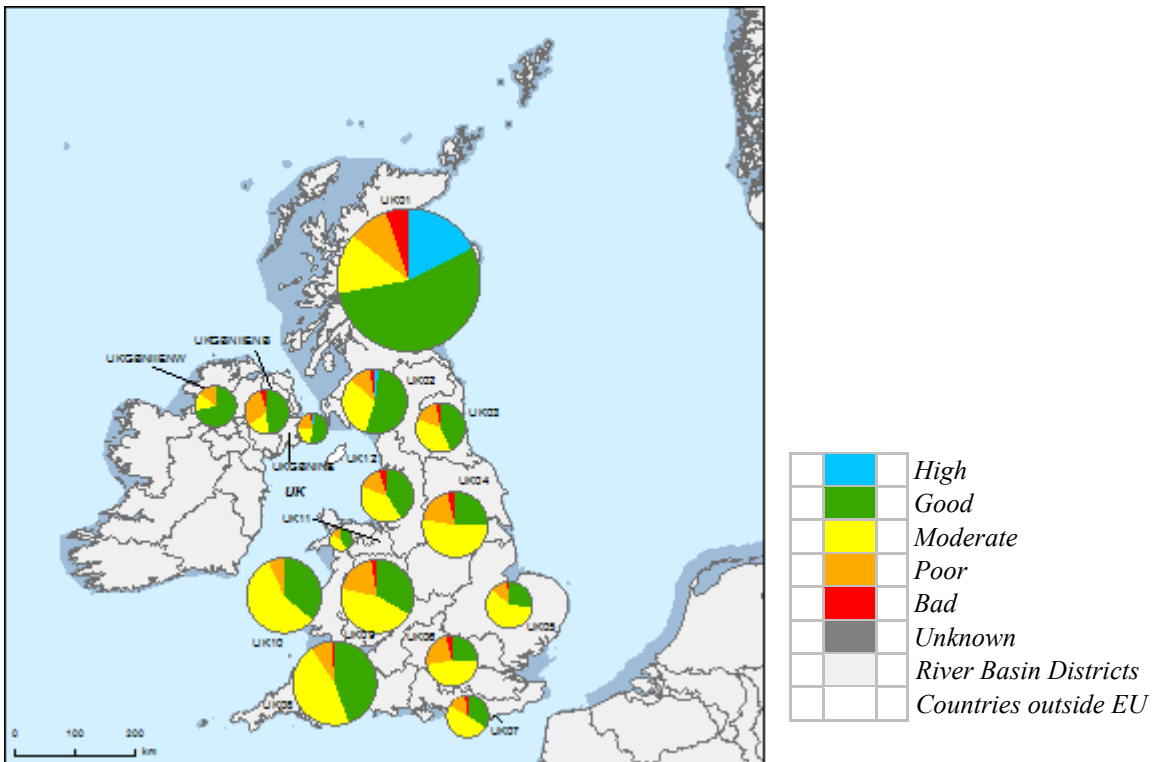 UK01
UKGBNIIENB
UKGBNIIENW
UK02
UK03
UKGBNINE
UK12
UK
UK04
UK11
UK05
UK10
UK09
UK06
UK08
UK07
0 100 200
km
High
Good
Moderate
Poor
Bad
Unknown
River Basin Districts
Countries outside EU